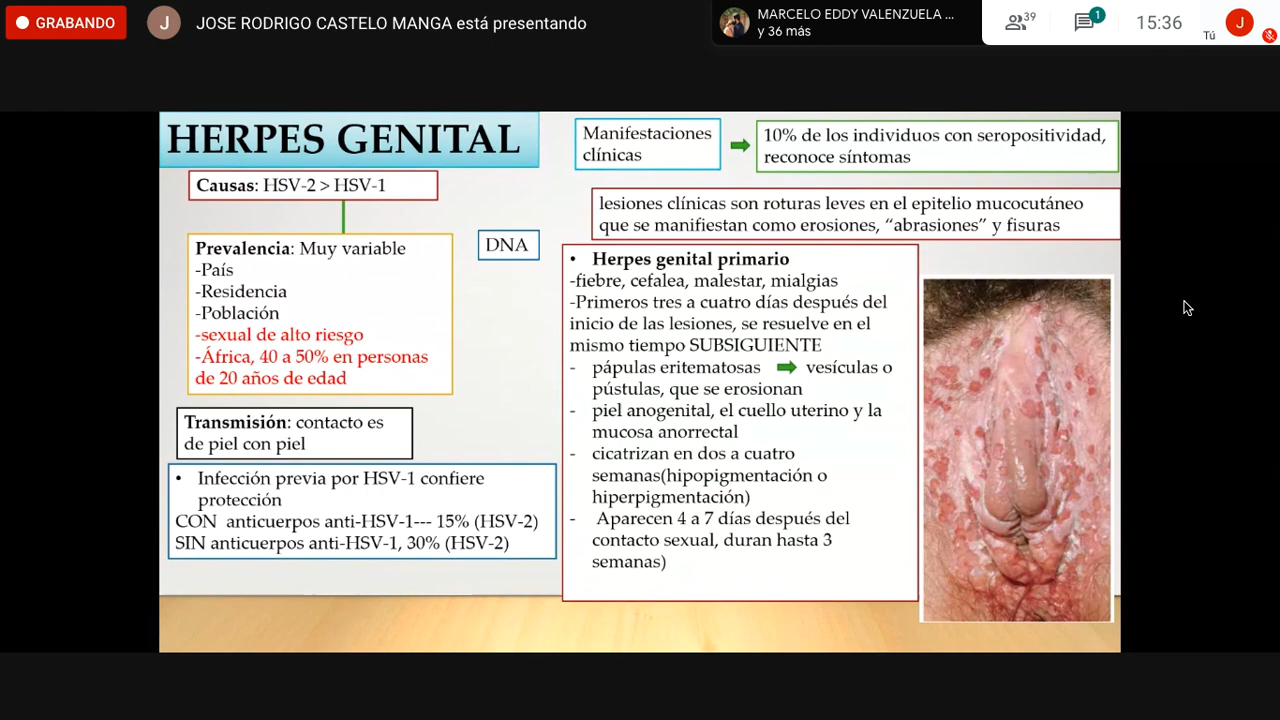 GRABANDO
J
JOSE RODRIGO CASTELO MANGA está presentando
MARCELO EDDY VALENZUELA ...
y 36 más
39
1
15:36
Tú
J
HERPES GENITAL
Causas: HSV-2 > HSV-1
Prevalencia: Muy variable
-País
-Residencia
-Población
-sexual de alto riesgo
-África, 40 a 50% en personas
de 20 años de edad
DNA
Transmisión: contacto es
de piel con piel
• Infección previa por HSV-1 confiere
protección
CON anticuerpos anti-HSV-1--- 15% (HSV-2)
SIN anticuerpos anti-HSV-1, 30% (HSV-2)
Manifestaciones
clínicas
10% de los individuos con seropositividad,
reconoce síntomas
lesiones clínicas son roturas leves en el epitelio mucocutáneo
que se manifiestan como erosiones, “abrasiones” y fisuras
• Herpes genital primario
-fiebre, cefalea, malestar, mialgias
-Primeros tres a cuatro días después del
inicio de las lesiones, se resuelve en el
mismo tiempo SUBSIGUIENTE
- pápulas eritematosas vesículas o
pústulas, que se erosionan
- piel anogenital, el cuello uterino y la
mucosa anorrectal
- cicatrizan en dos a cuatro
semanas(hipopigmentación o
hiperpigmentación)
- Aparecen 4 a 7 días después del
contacto sexual, duran hasta 3
semanas)